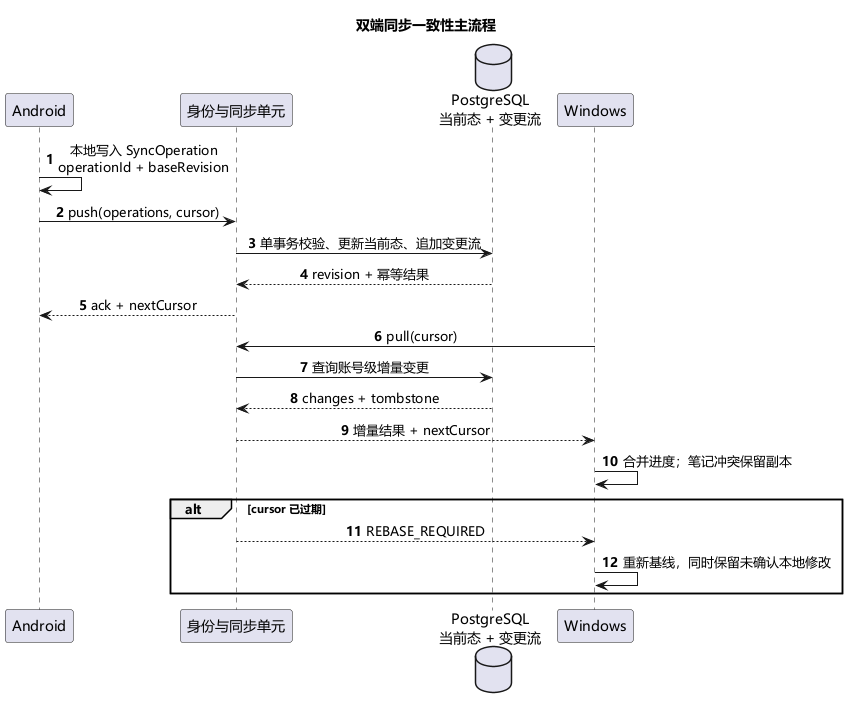 双端同步一致性主流程
Android
身份与同步单元
PostgreSQL
当前态 + 变更流
Windows
1 本地写入 SyncOperation
operationId + baseRevision
2 push(operations, cursor)
3 单事务校验、更新当前态、追加变更流
4 revision + 幂等结果
5 ack + nextCursor
6 pull(cursor)
7 查询账号级增量变更
8 changes + tombstone
9 增量结果 + nextCursor
10 合并进度；笔记冲突保留副本
alt [cursor 已过期]
11 REBASE_REQUIRED
12 重新基线，同时保留未确认本地修改
Android
身份与同步单元
PostgreSQL
当前态 + 变更流
Windows